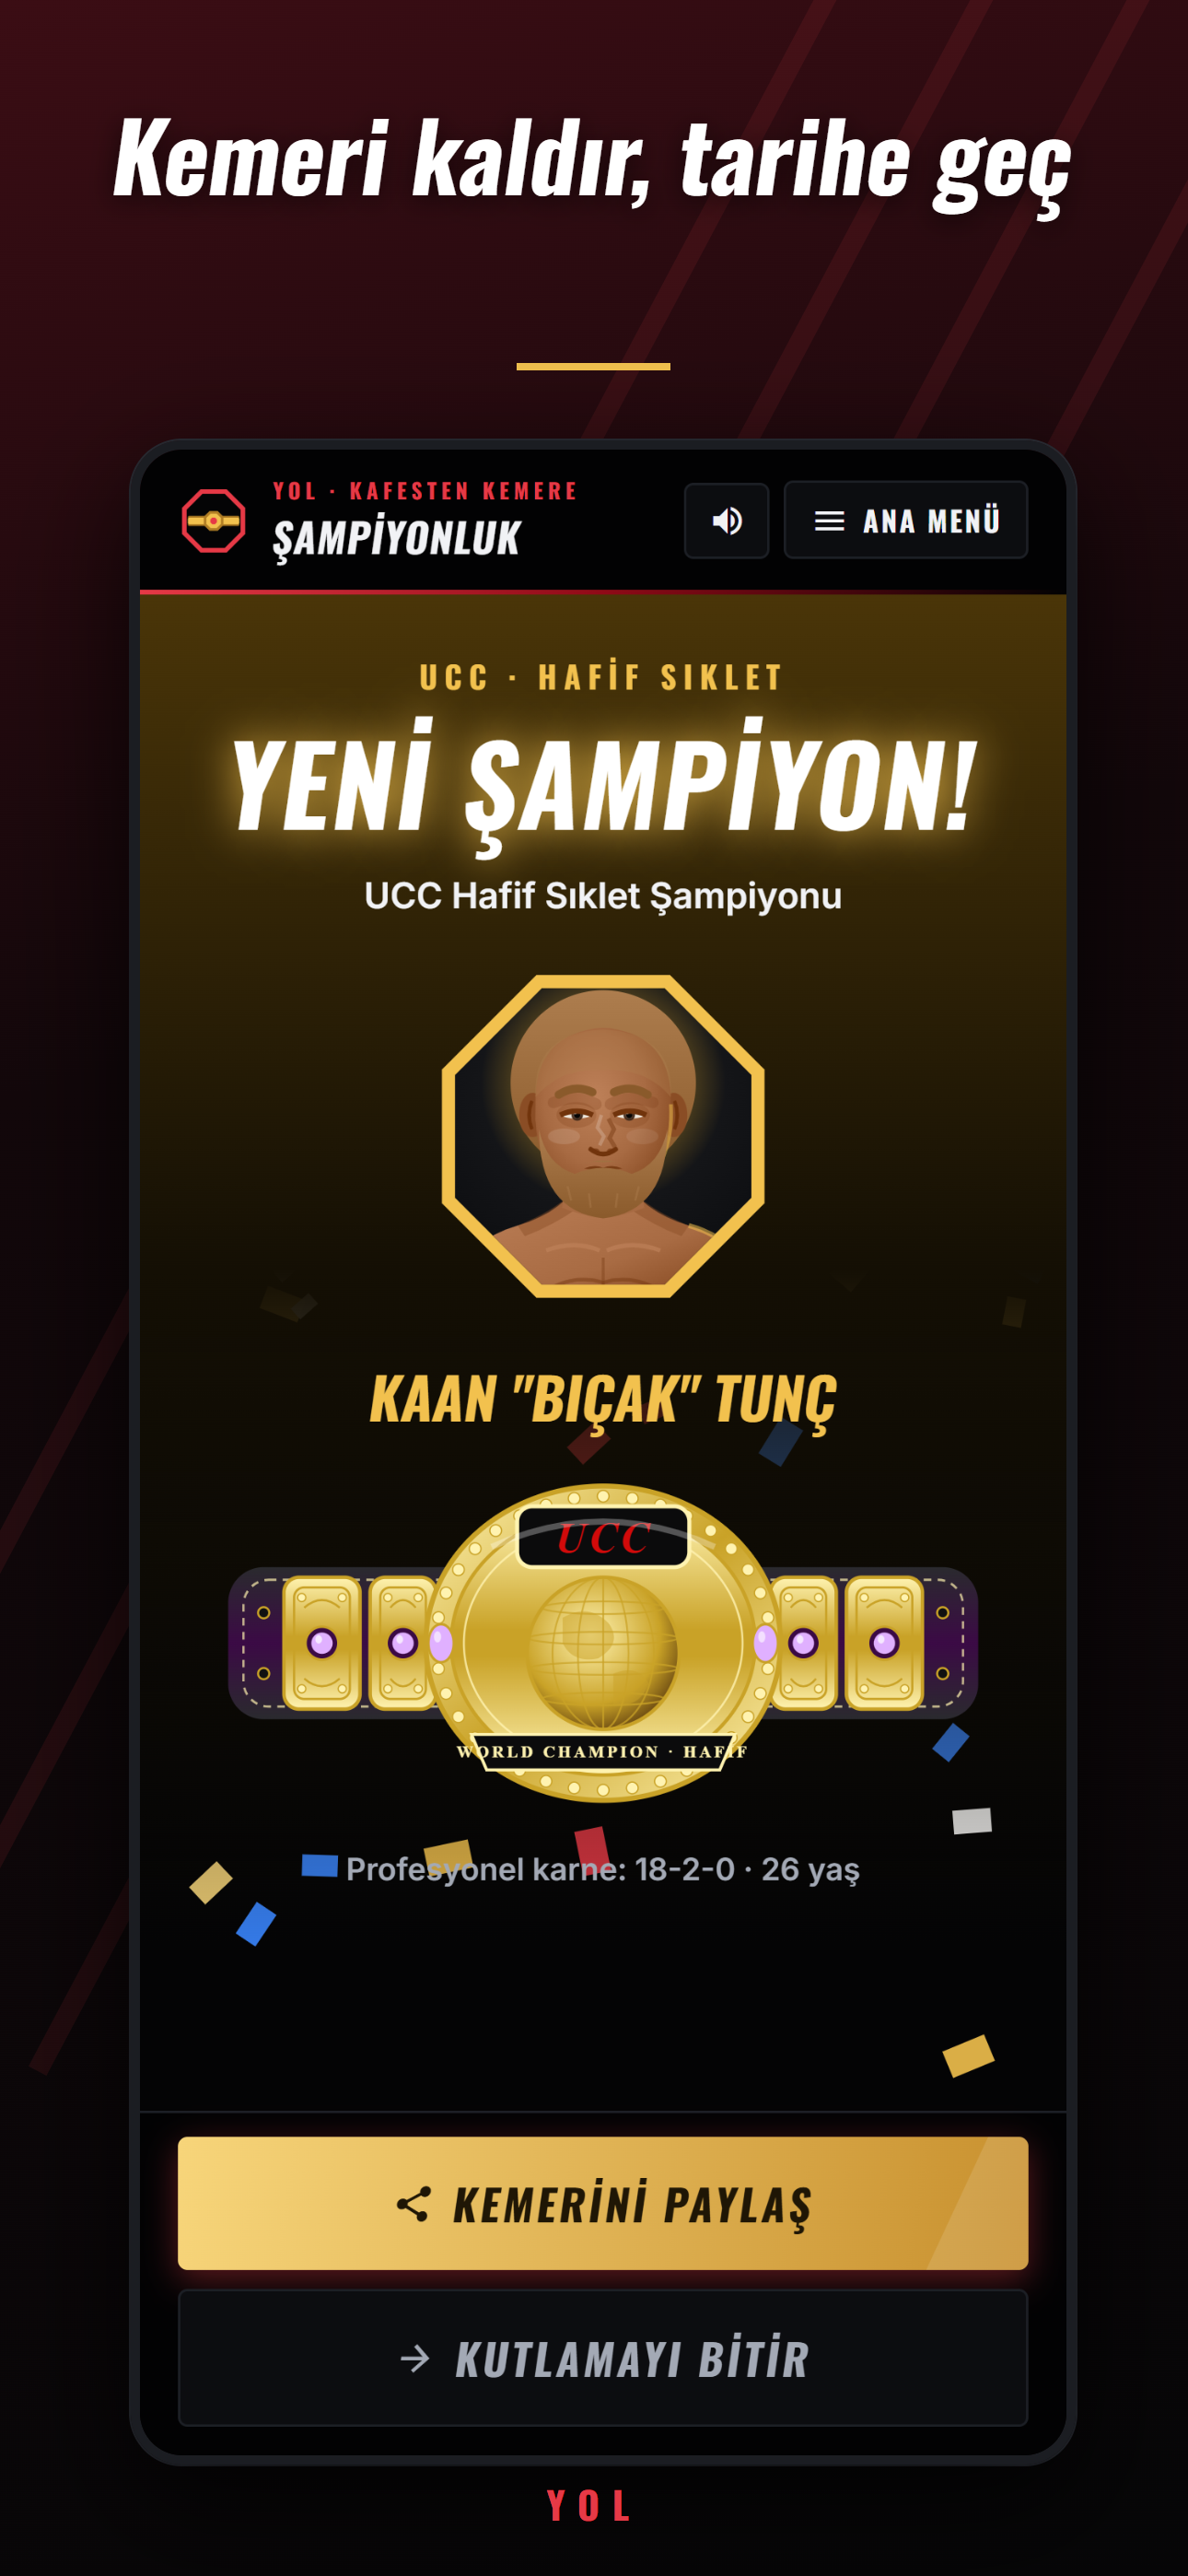 Kemeri kaldır, tarihe geç
YOL · KAFESTEN KEMERE
ŞAMPİYONLUK
ANA MENÜ
UCC · HAFİF SIKLET
YENİ ŞAMPİYON!
UCC Hafif Sıklet Şampiyonu
KAAN "BIÇAK" TUNÇ
UCC
WORLD CHAMPION · HAFİF
Profesyonel karne: 18-2-0 · 26 yaş
KEMERİNİ PAYLAŞ
KUTLAMAYI BİTİR
YOL